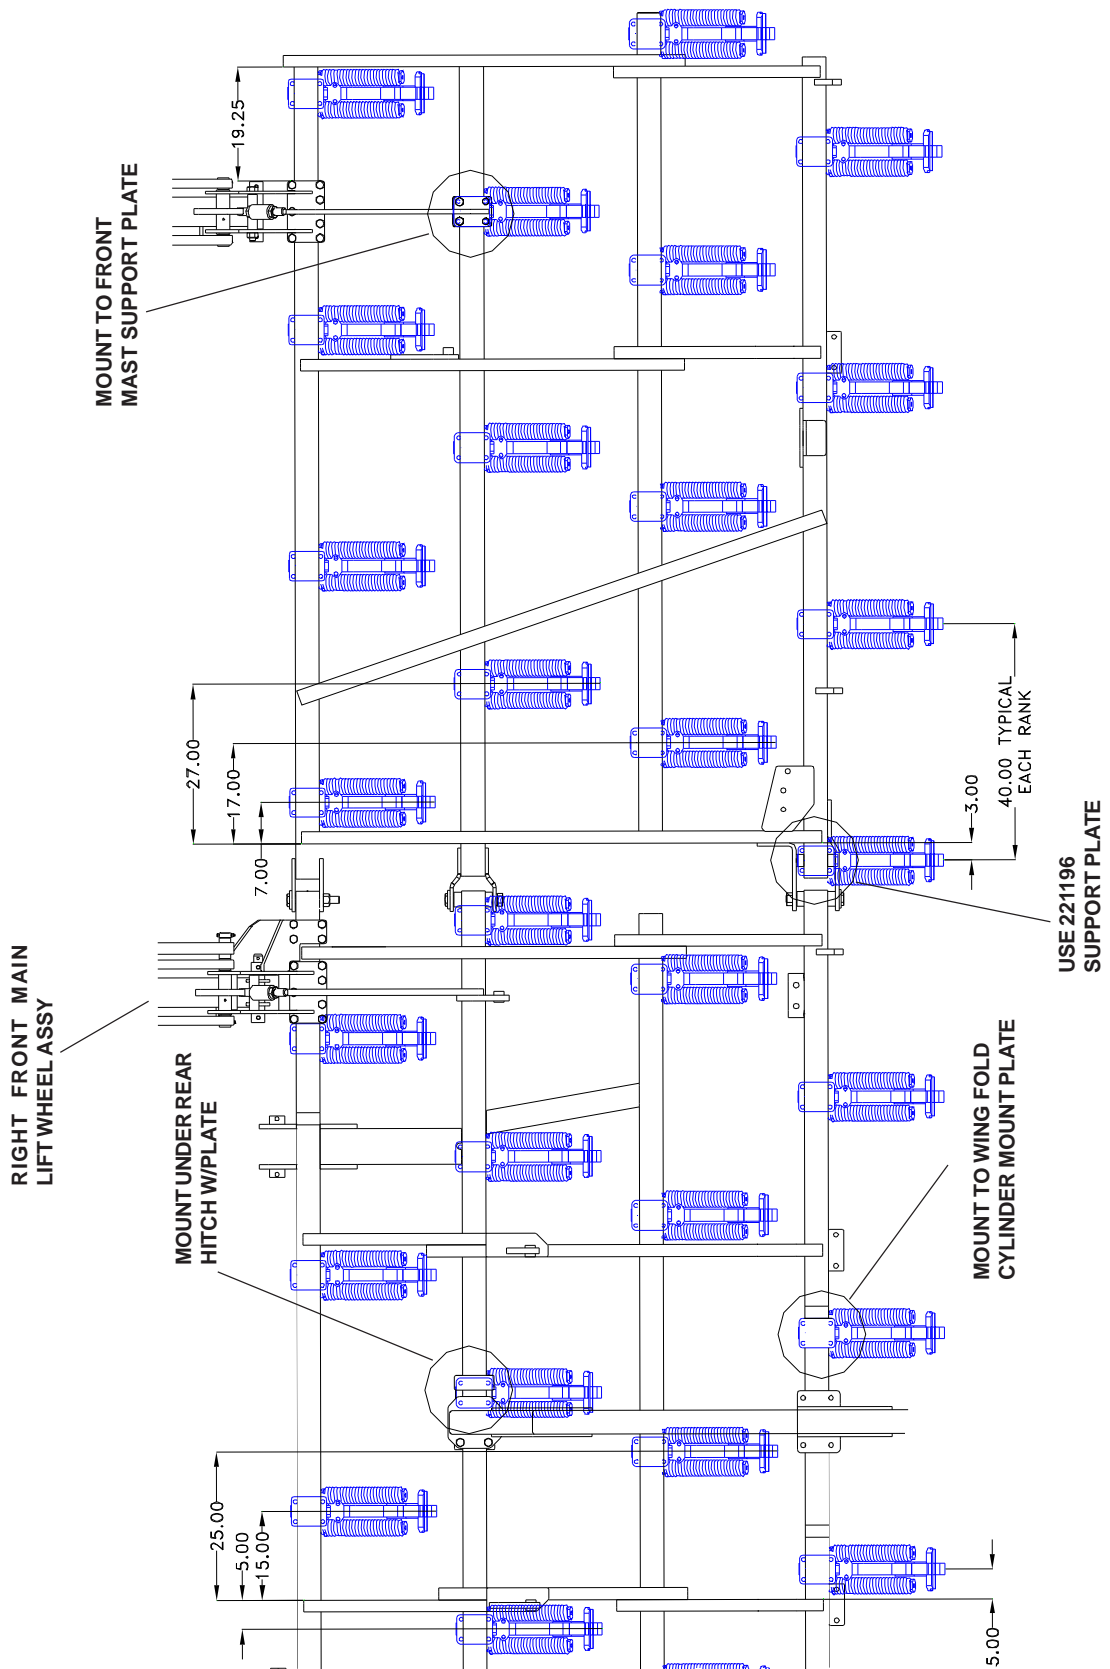 19.25
MOUNT TO FRONT
MAST SUPPORT PLATE
27.00
17.00
7.00
40.00 TYPICAL
EACH RANK
3.00
USE 221196
SUPPORT PLATE
RIGHT FRONT MAIN
LIFT WHEEL ASSY
MOUNT UNDER REAR
HITCH W/PLATE
MOUNT TO WING FOLD
CYLINDER MOUNT PLATE
25.00
5.00
15.00
5.00